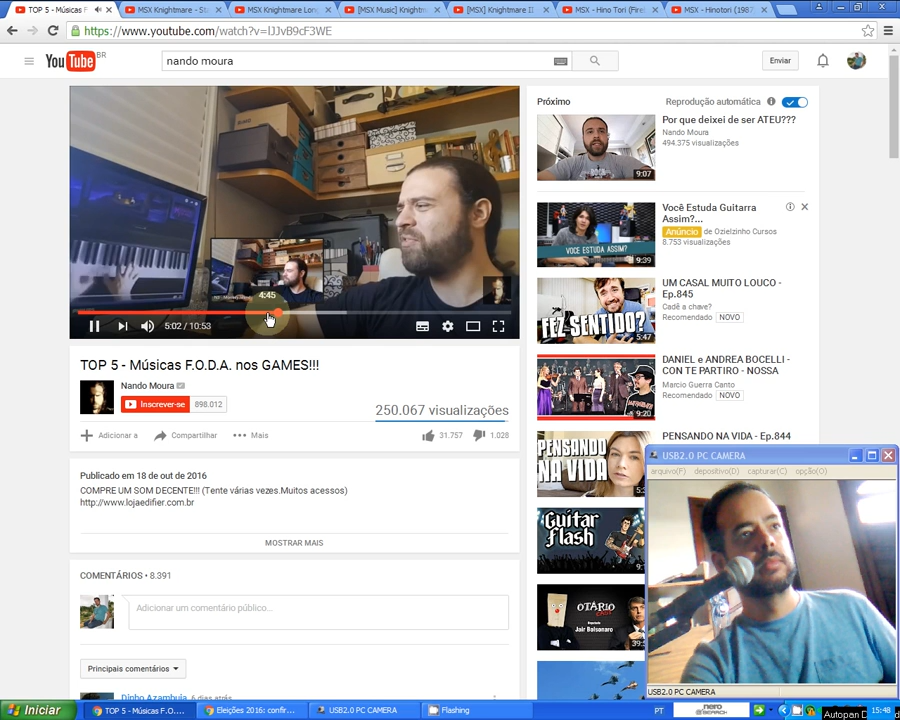 TOP 5 - Músicas F
MSX Knightmare - Sta
MSX Knightmare Long
[MSX Music] Knightm
[MSX] Knightmare II
MSX - Hino Tori (Fire
MSX - Hinotori (1987
https://www.youtube.com/watch?v=lJJvB9cF3WE
YouTube BR
nando moura
Enviar
4:45
5:02 / 10:53
TOP 5 - Músicas F.O.D.A. nos GAMES!!!
Nando Moura
Inscrever-se 898.012
250.067 visualizações
Adicionar a Compartilhar Mais 31.757 1.028
Publicado em 18 de out de 2016
COMPRE UM SOM DECENTE!!! (Tente várias vezes.Muitos acessos)
http://www.lojaedifier.com.br
MOSTRAR MAIS
COMENTÁRIOS • 8.391
Adicionar um comentário público...
Principais comentários
Dinho Azambuja 6 dias atrás
Próximo Reprodução automática
Por que deixei de ser ATEU???
Nando Moura
494.375 visualizações
9:07
Você Estuda Guitarra
Assim?...
Anúncio de Ozielzinho Cursos
8.753 visualizações
VOCE ESTUDA ASSIM?
9:39
UM CASAL MUITO LOUCO -
Ep.845
Cadê a chave?
Recomendado NOVO
FEZ SENTIDO?
5:47
DANIEL e ANDREA BOCELLI -
CON TE PARTIRO - NOSSA
Marcio Guerra Canto
Recomendado NOVO
9:20
PENSANDO NA VIDA - Ep.844
PENSANDO
NA VIDA
Guitar
Flash
OTÁRIO
Jair Bolsonaro
USB2.0 PC CAMERA
arquivo(F) depositivo(D) capturar(C) opção(O)
USB2.0 PC CAMERA
Iniciar
TOP 5 - Músicas F.O....
Eleições 2016: confir...
USB2.0 PC CAMERA
Flashing
PT
nero
SEARCH
15:48
Autopan D